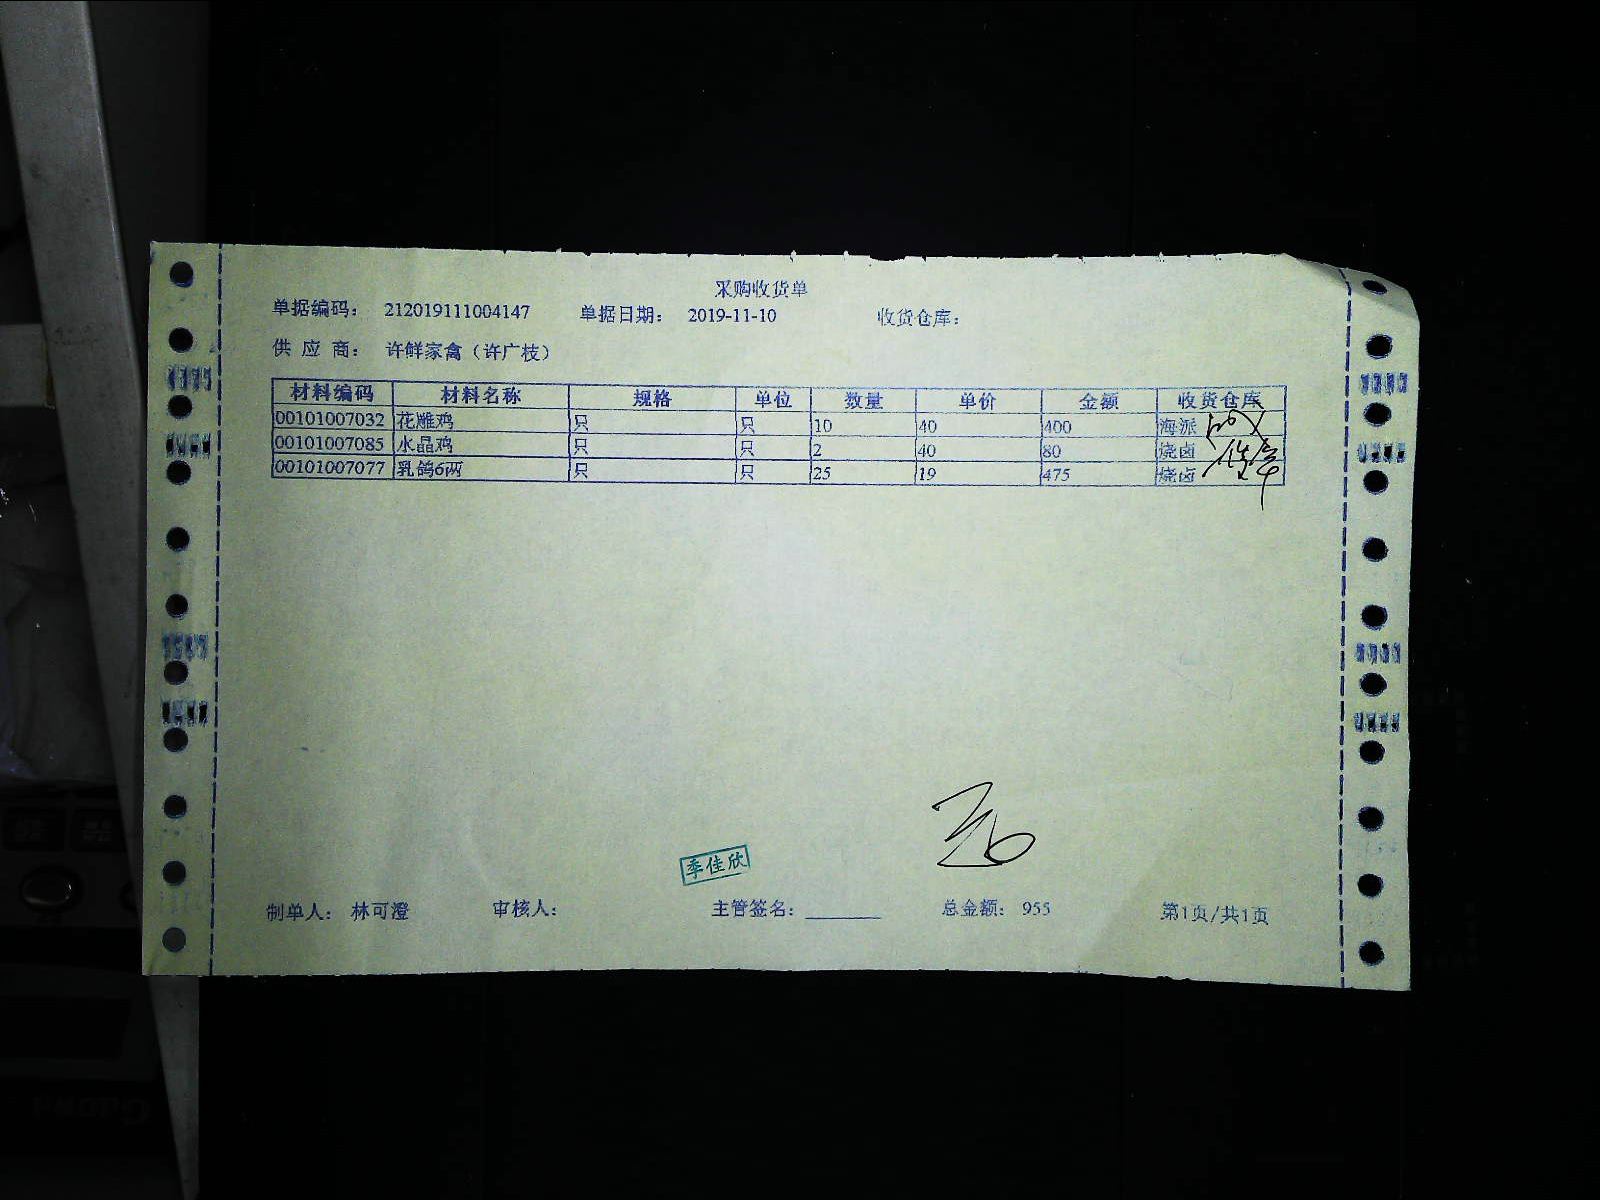 采购收货单
单据编码: 212019111004147 单据日期: 2019-11-10 收货仓库:
供 应 商: 许鲜家禽（许广枝）
材料编码 材料名称 规格 单位 数量 单价 金额 收货仓库
00101007032 花雕鸡 只 只 10 40 400 海派
00101007085 水晶鸡 只 只 2 40 80 烧卤
00101007077 乳鸽6两 只 只 25 19 475 烧卤
季佳欣
制单人: 林可澄 审核人: 主管签名: 总金额: 955 第1页/共1页